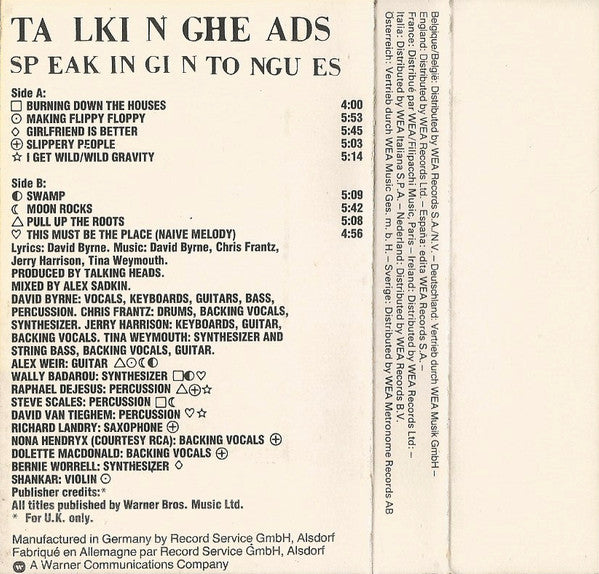 TA LKI N GHE ADS
SP EAK IN GI N TO NGU ES
Side A:
□ BURNING DOWN THE HOUSES 4:00
⊙ MAKING FLIPPY FLOPPY 5:53
◇ GIRLFRIEND IS BETTER 5:45
⊕ SLIPPERY PEOPLE 5:03
☆ I GET WILD/WILD GRAVITY 5:14
Side B:
◐ SWAMP 5:09
☾ MOON ROCKS 5:42
△ PULL UP THE ROOTS 5:08
♡ THIS MUST BE THE PLACE (NAIVE MELODY) 4:56
Lyrics: David Byrne. Music: David Byrne, Chris Frantz,
Jerry Harrison, Tina Weymouth.
PRODUCED BY TALKING HEADS.
MIXED BY ALEX SADKIN.
DAVID BYRNE: VOCALS, KEYBOARDS, GUITARS, BASS,
PERCUSSION. CHRIS FRANTZ: DRUMS, BACKING VOCALS,
SYNTHESIZER. JERRY HARRISON: KEYBOARDS, GUITAR,
BACKING VOCALS. TINA WEYMOUTH: SYNTHESIZER AND
STRING BASS, BACKING VOCALS, GUITAR.
ALEX WEIR: GUITAR △⊙☾◐
WALLY BADAROU: SYNTHESIZER □◐♡
RAPHAEL DEJESUS: PERCUSSION △⊕☆
STEVE SCALES: PERCUSSION □☾
DAVID VAN TIEGHEM: PERCUSSION ♡☆
RICHARD LANDRY: SAXOPHONE ⊕
NONA HENDRYX (COURTESY RCA): BACKING VOCALS ⊕
DOLETTE MACDONALD: BACKING VOCALS ⊕
BERNIE WORRELL: SYNTHESIZER ◇
SHANKAR: VIOLIN ⊙
Publisher credits:*
All titles published by Warner Bros. Music Ltd.
* For U.K. only.
Manufactured in Germany by Record Service GmbH, Alsdorf
Fabriqué en Allemagne par Record Service GmbH, Alsdorf
A Warner Communications Company
Belgique/België: Distributed by WEA Records S.A./N.V. – Deutschland: Vertrieb durch WEA Musik GmbH –
England: Distributed by WEA Records Ltd. – España: edita WEA Records S.A. –
France: Distribué par WEA/Filipacchi Music, Paris – Ireland: Distributed by WEA Records Ltd. –
Italia: Distributed by WEA Italiana S.P.A. – Nederland: Distributed by WEA Records B.V.
Österreich: Vertrieb durch WEA Music Ges. m. b. H. – Sverige: Distributed by WEA Metronome Records AB